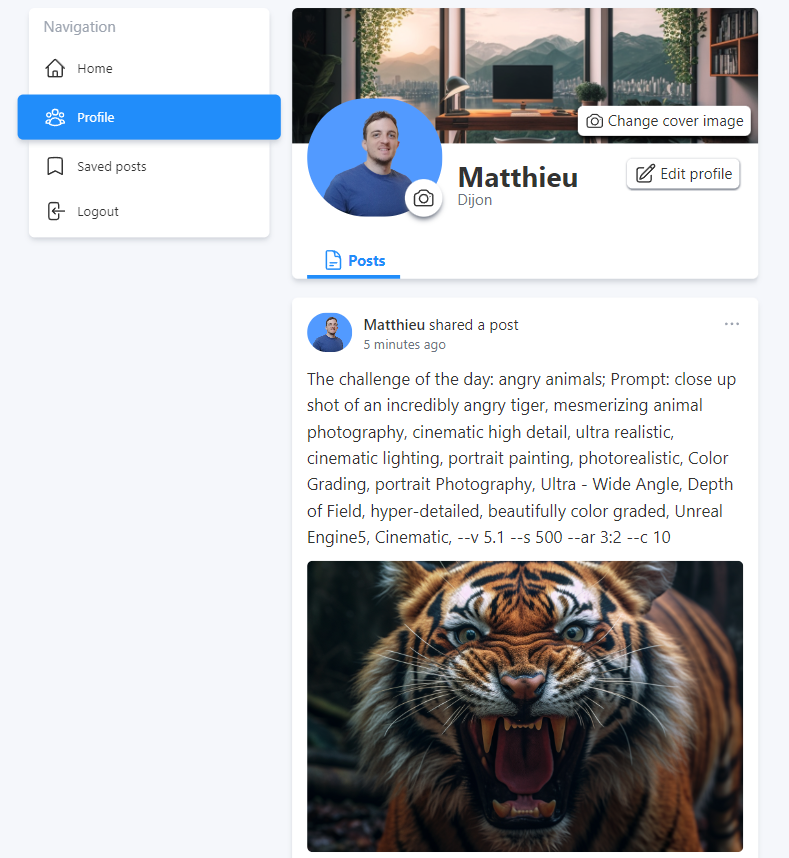 Navigation
Home
Profile
Saved posts
Logout
Change cover image
Matthieu
Dijon
Edit profile
Posts
Matthieu shared a post
5 minutes ago
The challenge of the day: angry animals; Prompt: close up
shot of an incredibly angry tiger, mesmerizing animal
photography, cinematic high detail, ultra realistic,
cinematic lighting, portrait painting, photorealistic, Color
Grading, portrait Photography, Ultra - Wide Angle, Depth
of Field, hyper-detailed, beautifully color graded, Unreal
Engine5, Cinematic, --v 5.1 --s 500 --ar 3:2 --c 10